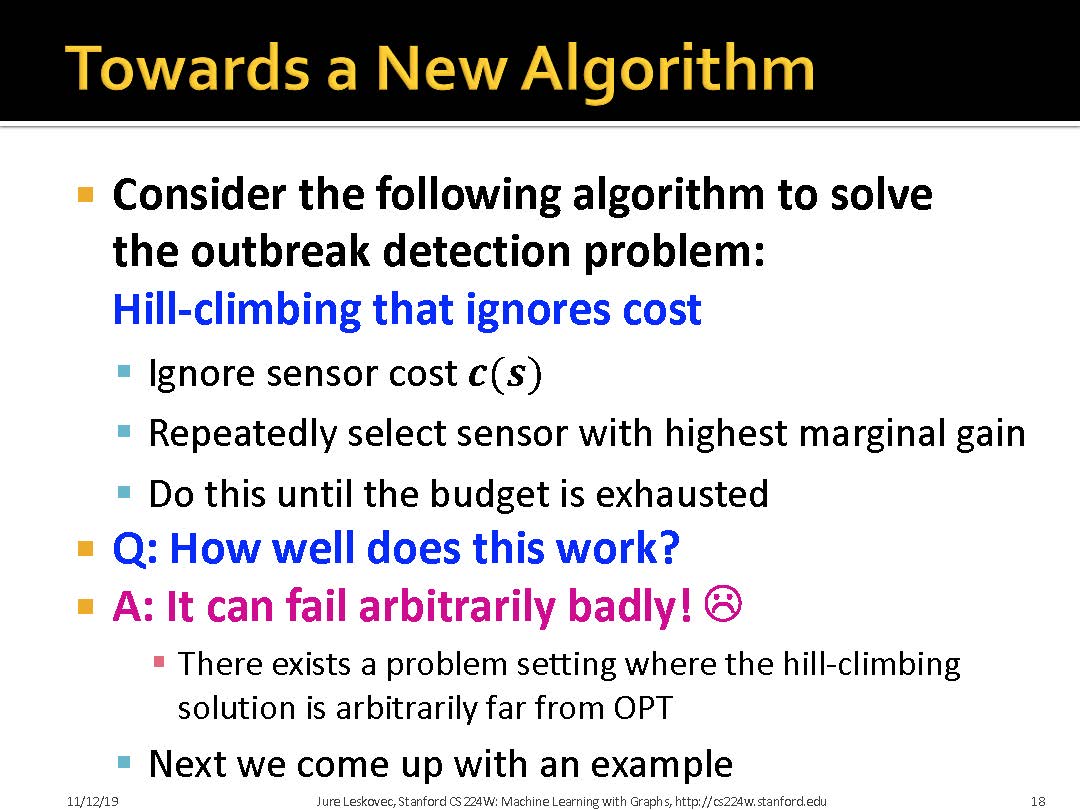 Towards a New Algorithm
Consider the following algorithm to solve
the outbreak detection problem:
Hill-climbing that ignores cost
Ignore sensor cost c(s)
Repeatedly select sensor with highest marginal gain
Do this until the budget is exhausted
Q: How well does this work?
A: It can fail arbitrarily badly! ☹
There exists a problem setting where the hill-climbing
solution is arbitrarily far from OPT
Next we come up with an example
11/12/19 Jure Leskovec, Stanford CS224W: Machine Learning with Graphs, http://cs224w.stanford.edu 18